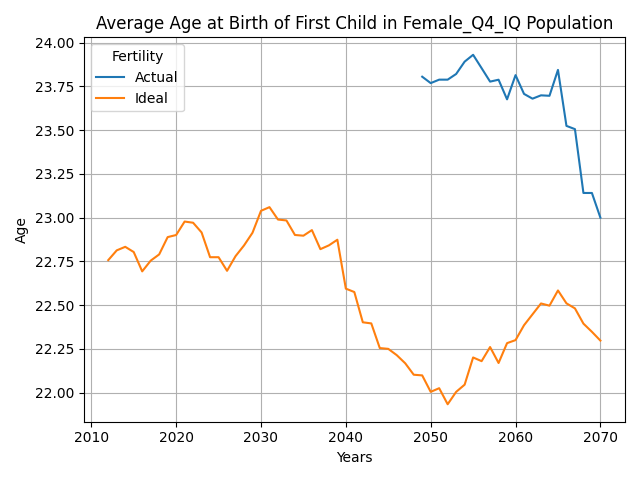 Average Age at Birth of First Child in Female_Q4_IQ Population
Fertility
Actual
Ideal
24.00
23.75
23.50
23.25
23.00
22.75
22.50
22.25
22.00
Age
2010 2020 2030 2040 2050 2060 2070
Years